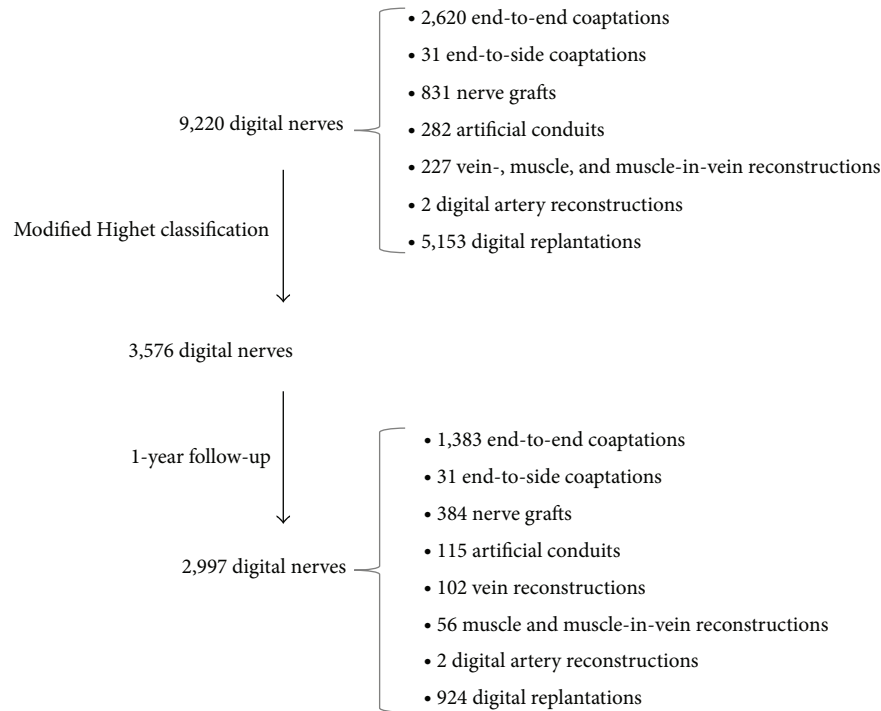 9,220 digital nerves
• 2,620 end-to-end coaptations
• 31 end-to-side coaptations
• 831 nerve grafts
• 282 artificial conduits
• 227 vein-, muscle, and muscle-in-vein reconstructions
• 2 digital artery reconstructions
• 5,153 digital replantations
Modified Highet classification
3,576 digital nerves
1-year follow-up
2,997 digital nerves
• 1,383 end-to-end coaptations
• 31 end-to-side coaptations
• 384 nerve grafts
• 115 artificial conduits
• 102 vein reconstructions
• 56 muscle and muscle-in-vein reconstructions
• 2 digital artery reconstructions
• 924 digital replantations